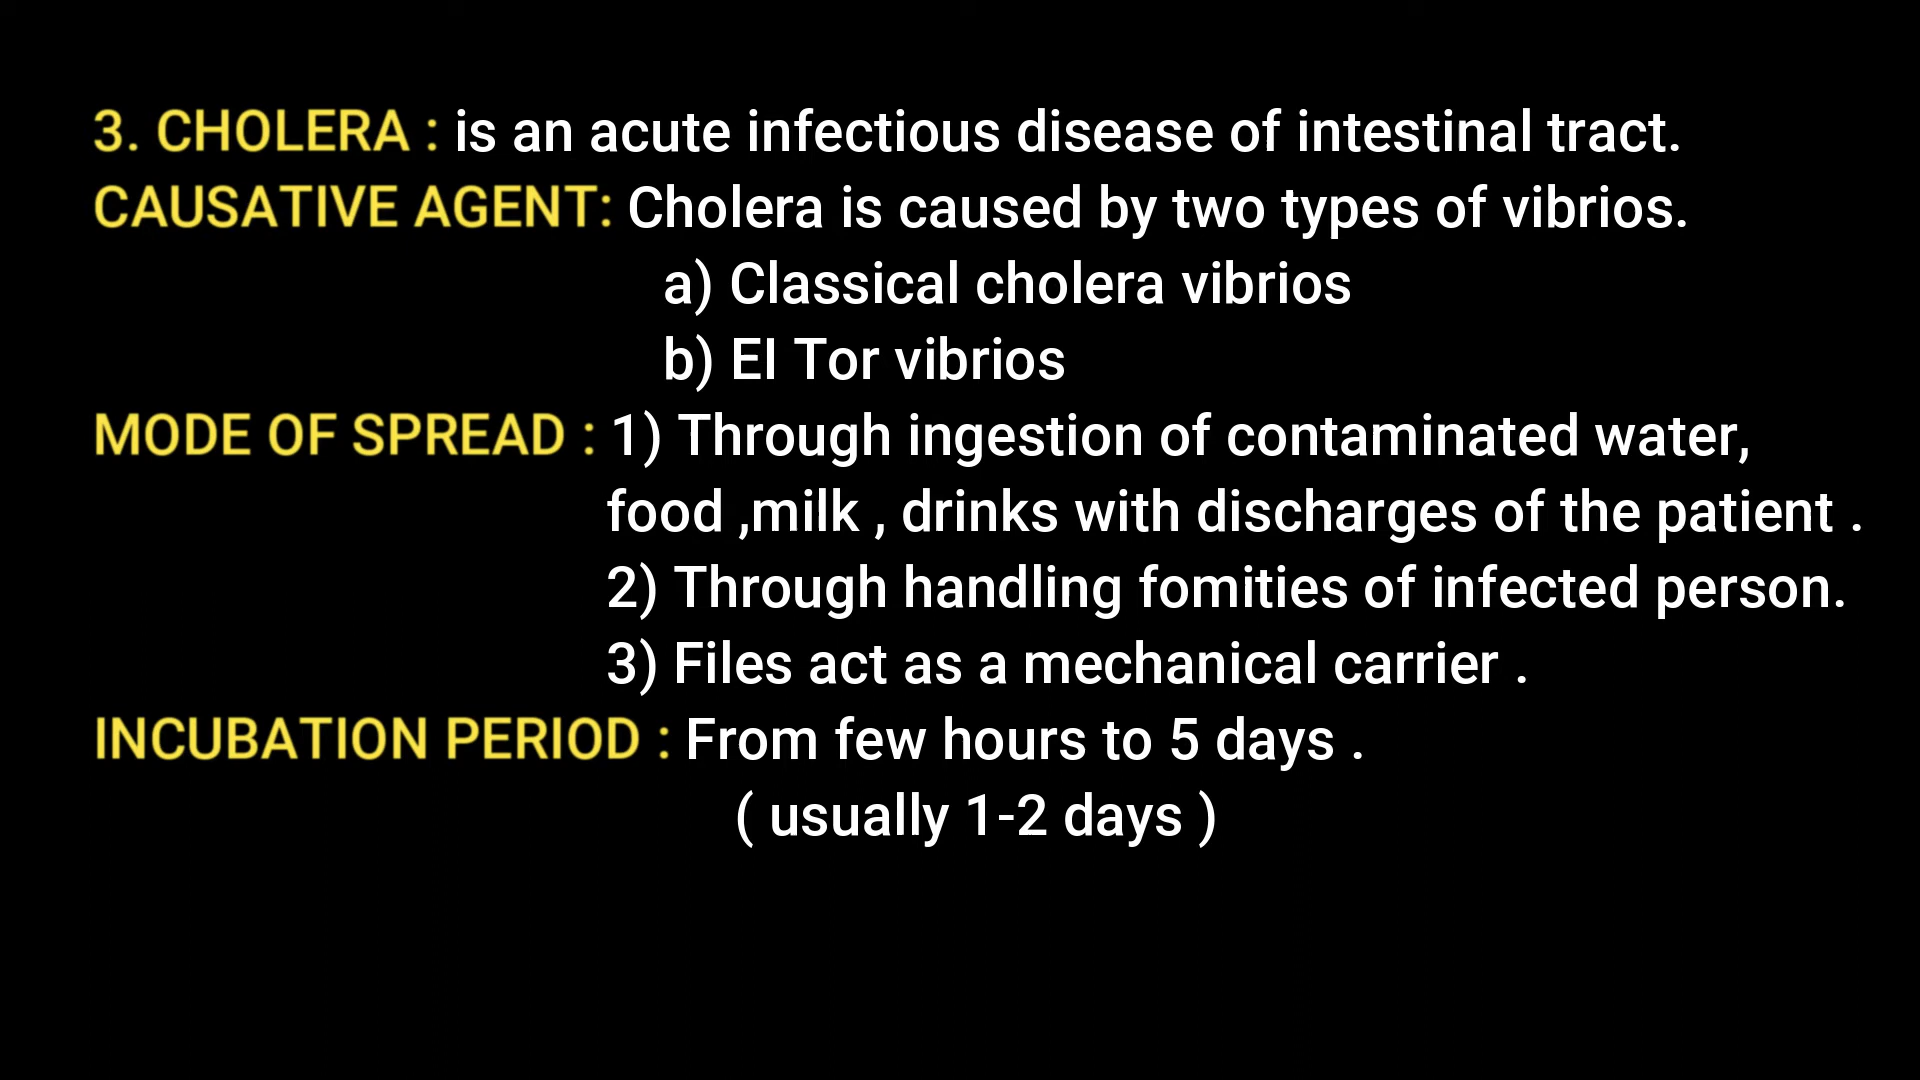 3. CHOLERA : is an acute infectious disease of intestinal tract.
CAUSATIVE AGENT: Cholera is caused by two types of vibrios.
a) Classical cholera vibrios
b) EI Tor vibrios
MODE OF SPREAD : 1) Through ingestion of contaminated water,
food ,milk , drinks with discharges of the patient .
2) Through handling fomities of infected person.
3) Files act as a mechanical carrier .
INCUBATION PERIOD : From few hours to 5 days .
( usually 1-2 days )